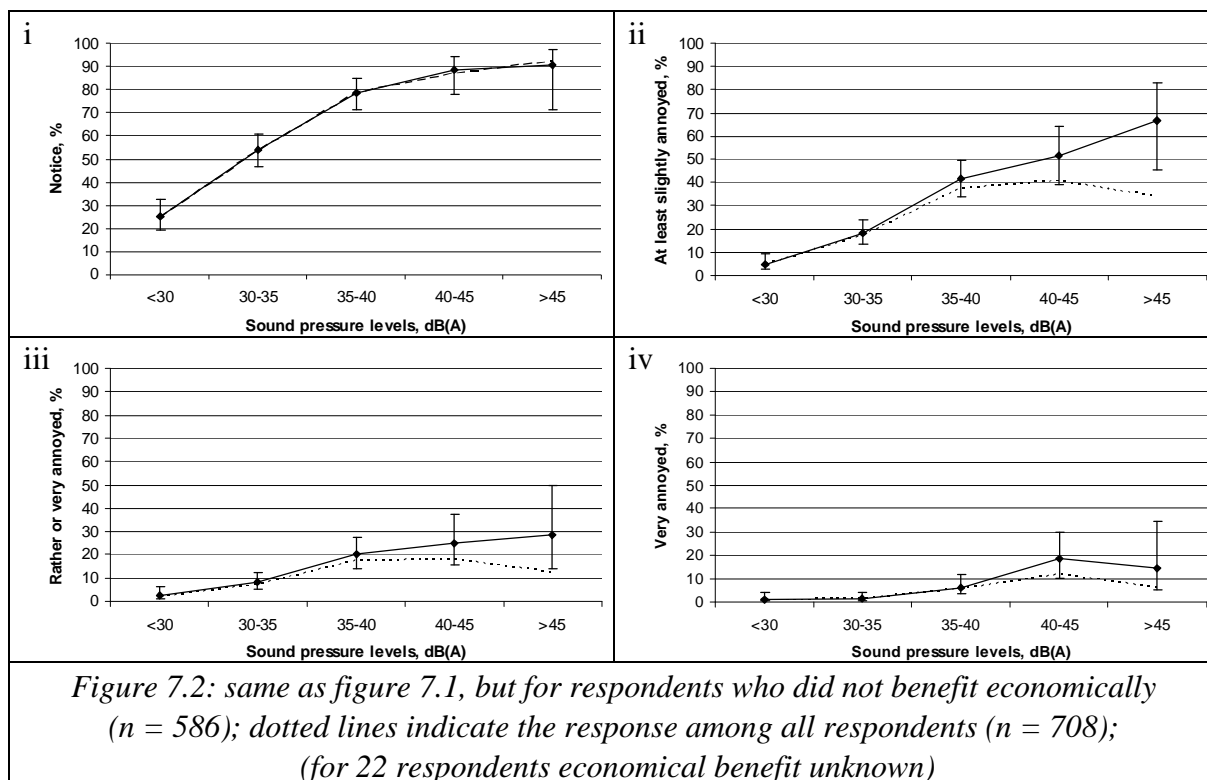 i
100
90
80
70
60
50
40
30
20
10
0
Notice, %
<30 30-35 35-40 40-45 >45
Sound pressure levels, dB(A)
ii
100
90
80
70
60
50
40
30
20
10
0
At least slightly annoyed, %
<30 30-35 35-40 40-45 >45
Sound pressure levels, dB(A)
iii
100
90
80
70
60
50
40
30
20
10
0
Rather or very annoyed, %
<30 30-35 35-40 40-45 >45
Sound pressure levels, dB(A)
iv
100
90
80
70
60
50
40
30
20
10
0
Very annoyed, %
<30 30-35 35-40 40-45 >45
Sound pressure levels, dB(A)
Figure 7.2: same as figure 7.1, but for respondents who did not benefit economically
(n = 586); dotted lines indicate the response among all respondents (n = 708);
(for 22 respondents economical benefit unknown)